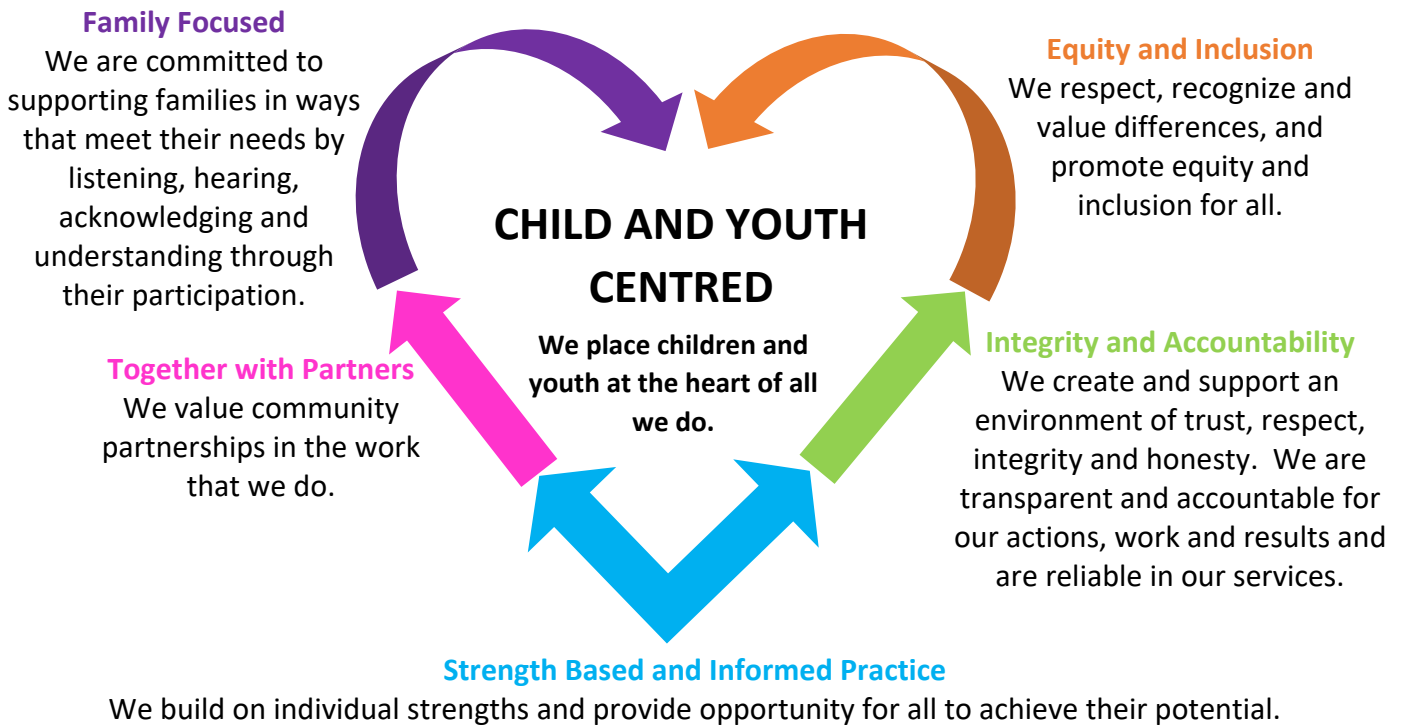 Family Focused
We are committed to
supporting families in ways
that meet their needs by
listening, hearing,
acknowledging and
understanding through
their participation.
Equity and Inclusion
We respect, recognize and
value differences, and
promote equity and
inclusion for all.
CHILD AND YOUTH
CENTRED
We place children and
youth at the heart of all
we do.
Together with Partners
We value community
partnerships in the work
that we do.
Integrity and Accountability
We create and support an
environment of trust, respect,
integrity and honesty.  We are
transparent and accountable for
our actions, work and results and
are reliable in our services.
Strength Based and Informed Practice
We build on individual strengths and provide opportunity for all to achieve their potential.